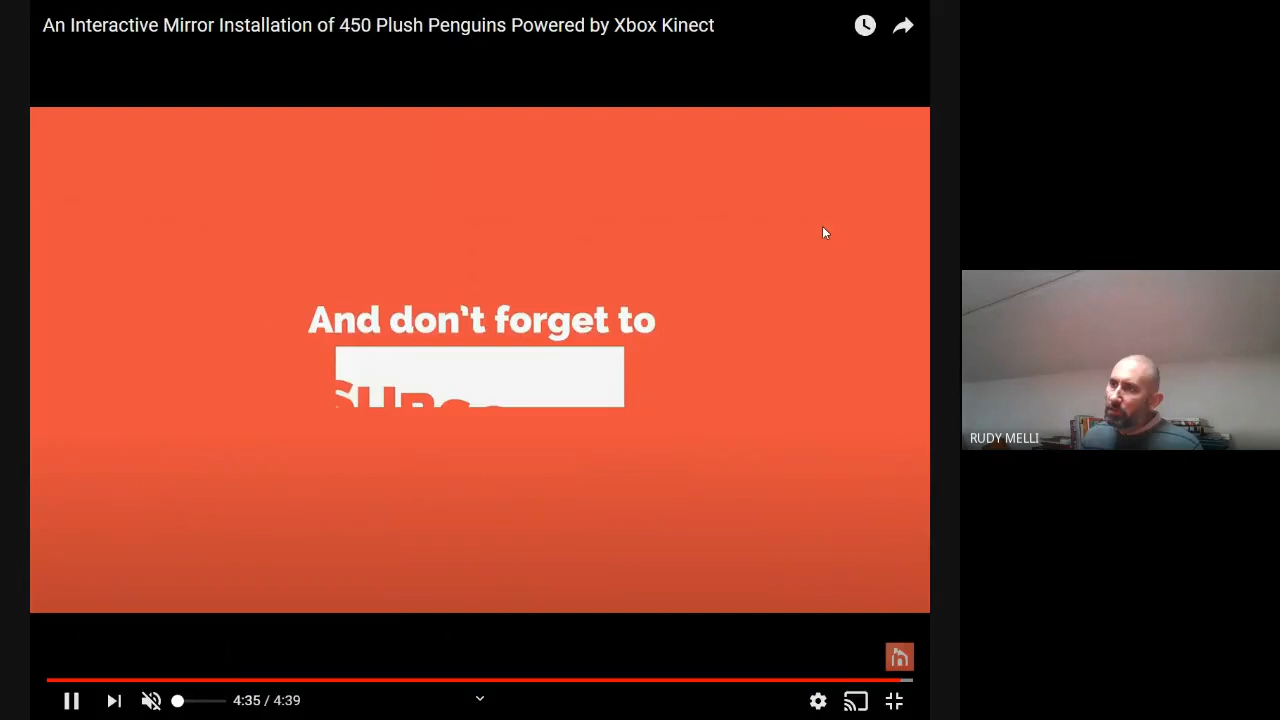 An Interactive Mirror Installation of 450 Plush Penguins Powered by Xbox Kinect
And don't forget to
RUDY MELLI
4:35 / 4:39